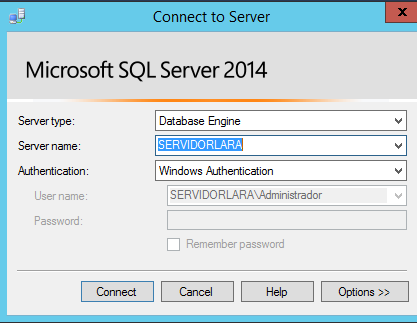 Connect to Server
Microsoft SQL Server 2014
Server type: Database Engine
Server name: SERVIDORLARA
Authentication: Windows Authentication
User name: SERVIDORLARA\Administrador
Password:
Remember password
Connect Cancel Help Options >>